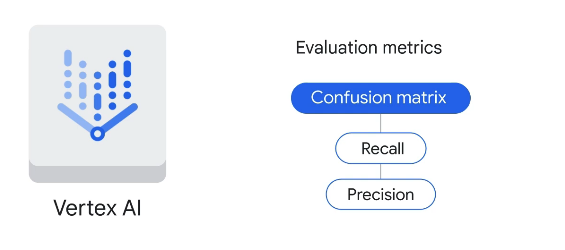 Evaluation metrics
Confusion matrix
Recall
Precision
Vertex AI